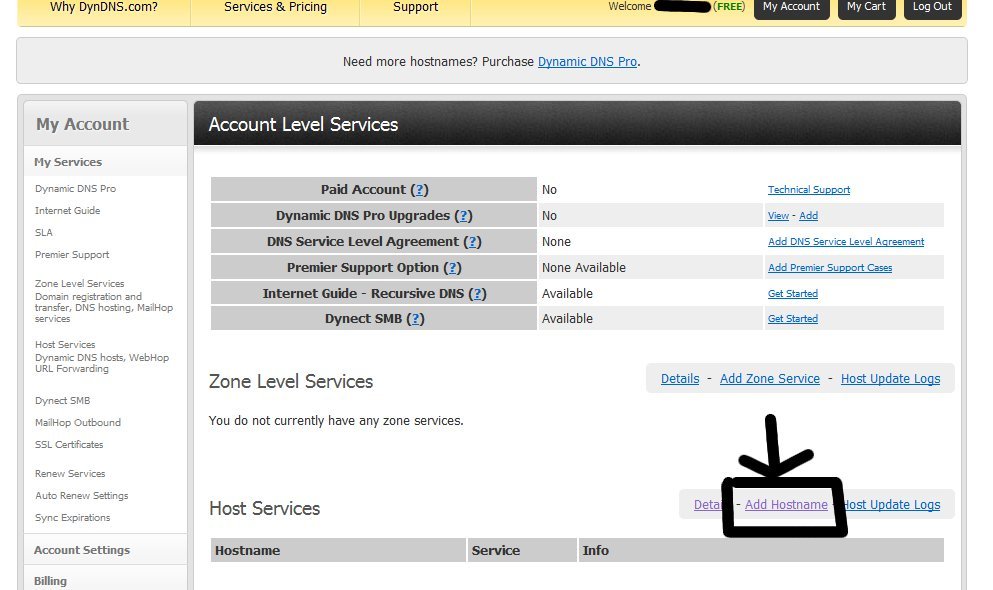 Why DynDNS.com?
Services & Pricing
Support
Welcome (FREE)
My Account
My Cart
Log Out
Need more hostnames? Purchase Dynamic DNS Pro.
My Account
My Services
Dynamic DNS Pro
Internet Guide
SLA
Premier Support
Zone Level Services
Domain registration and
transfer, DNS hosting, MailHop
services
Host Services
Dynamic DNS hosts, WebHop
URL Forwarding
Dynect SMB
MailHop Outbound
SSL Certificates
Renew Services
Auto Renew Settings
Sync Expirations
Account Settings
Billing
Account Level Services
Paid Account (?) No Technical Support
Dynamic DNS Pro Upgrades (?) No View - Add
DNS Service Level Agreement (?) None Add DNS Service Level Agreement
Premier Support Option (?) None Available Add Premier Support Cases
Internet Guide - Recursive DNS (?) Available Get Started
Dynect SMB (?) Available Get Started
Zone Level Services
Details - Add Zone Service - Host Update Logs
You do not currently have any zone services.
Host Services
Details - Add Hostname - Host Update Logs
Hostname Service Info